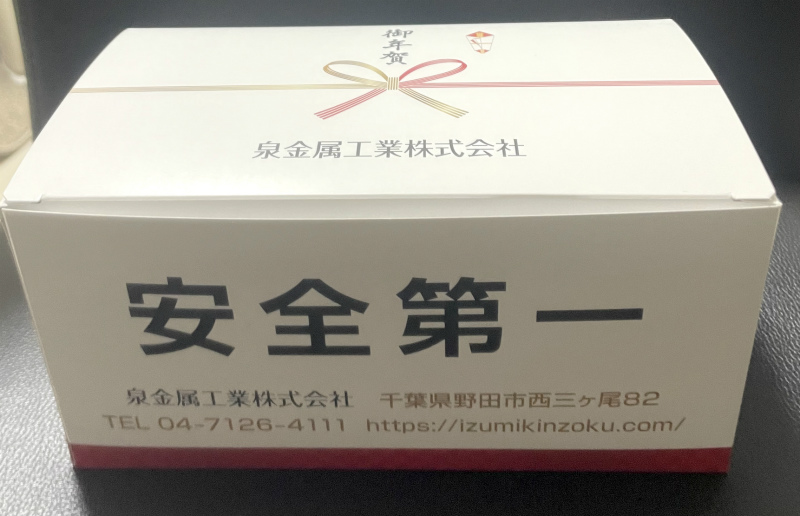 御年賀
泉金属工業株式会社
安全第一
泉金属工業株式会社 千葉県野田市西三ヶ尾82
TEL 04-7126-4111 https://izumikinzoku.com/